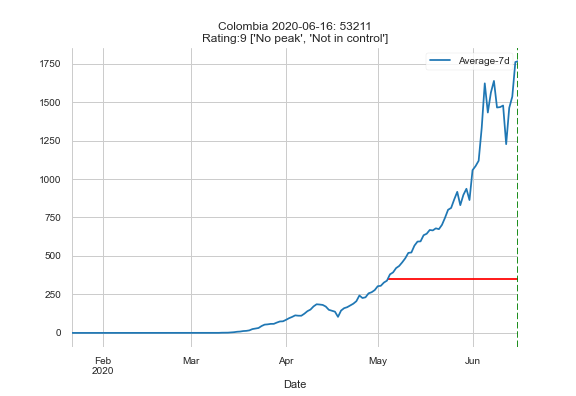 Colombia 2020-06-16: 53211
Rating:9 ['No peak', 'Not in control']
Average-7d
1750
1500
1250
1000
750
500
250
0
Feb Mar Apr May Jun
2020
Date